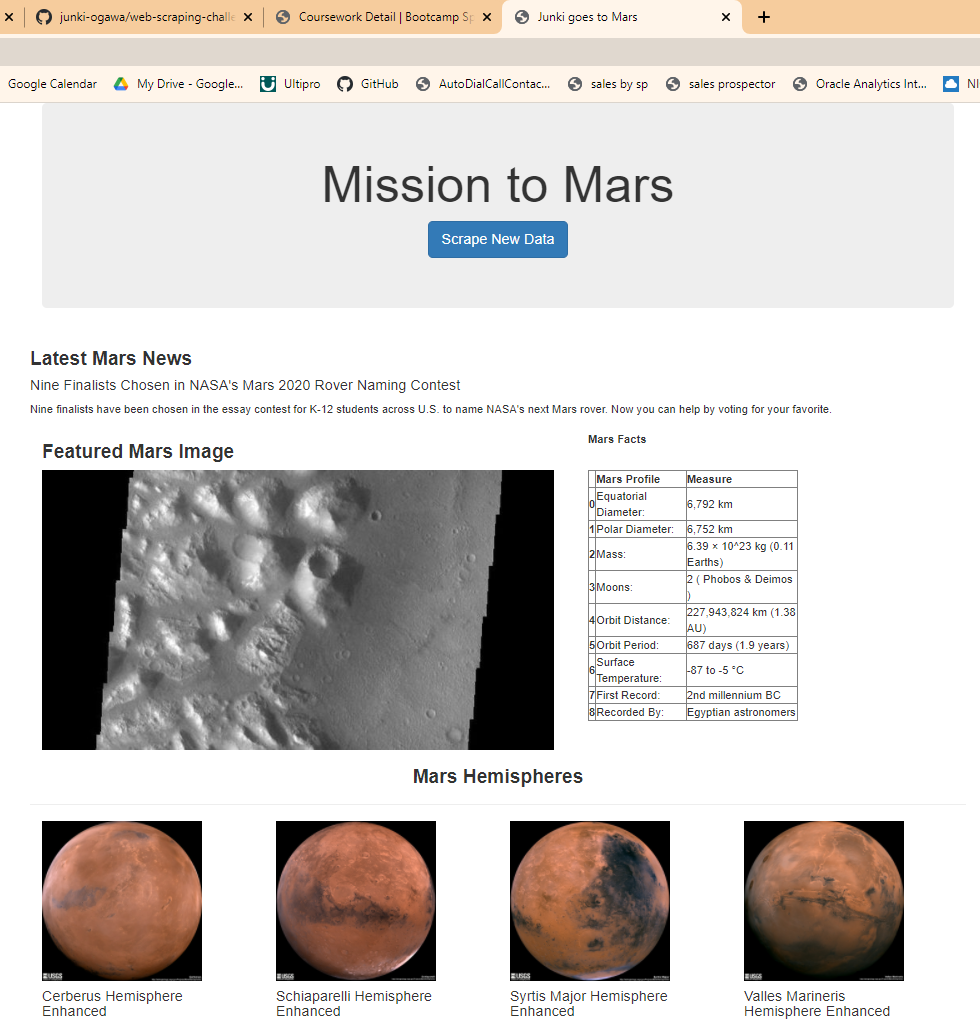 junki-ogawa/web-scraping-chall
Coursework Detail | Bootcamp Sp
Junki goes to Mars
Google Calendar
My Drive - Google...
Ultipro
GitHub
AutoDialCallContac...
sales by sp
sales prospector
Oracle Analytics Int...
NI
Mission to Mars
Scrape New Data
Latest Mars News
Nine Finalists Chosen in NASA's Mars 2020 Rover Naming Contest
Nine finalists have been chosen in the essay contest for K-12 students across U.S. to name NASA's next Mars rover. Now you can help by voting for your favorite.
Featured Mars Image
Mars Facts
Mars Profile Measure
0 Equatorial Diameter: 6,792 km
1 Polar Diameter: 6,752 km
2 Mass: 6.39 × 10^23 kg (0.11 Earths)
3 Moons: 2 ( Phobos & Deimos )
4 Orbit Distance: 227,943,824 km (1.38 AU)
5 Orbit Period: 687 days (1.9 years)
6 Surface Temperature: -87 to -5 °C
7 First Record: 2nd millennium BC
8 Recorded By: Egyptian astronomers
Mars Hemispheres
USGS
USGS
USGS
USGS
Cerberus Hemisphere
Enhanced
Schiaparelli Hemisphere
Enhanced
Syrtis Major Hemisphere
Enhanced
Valles Marineris
Hemisphere Enhanced